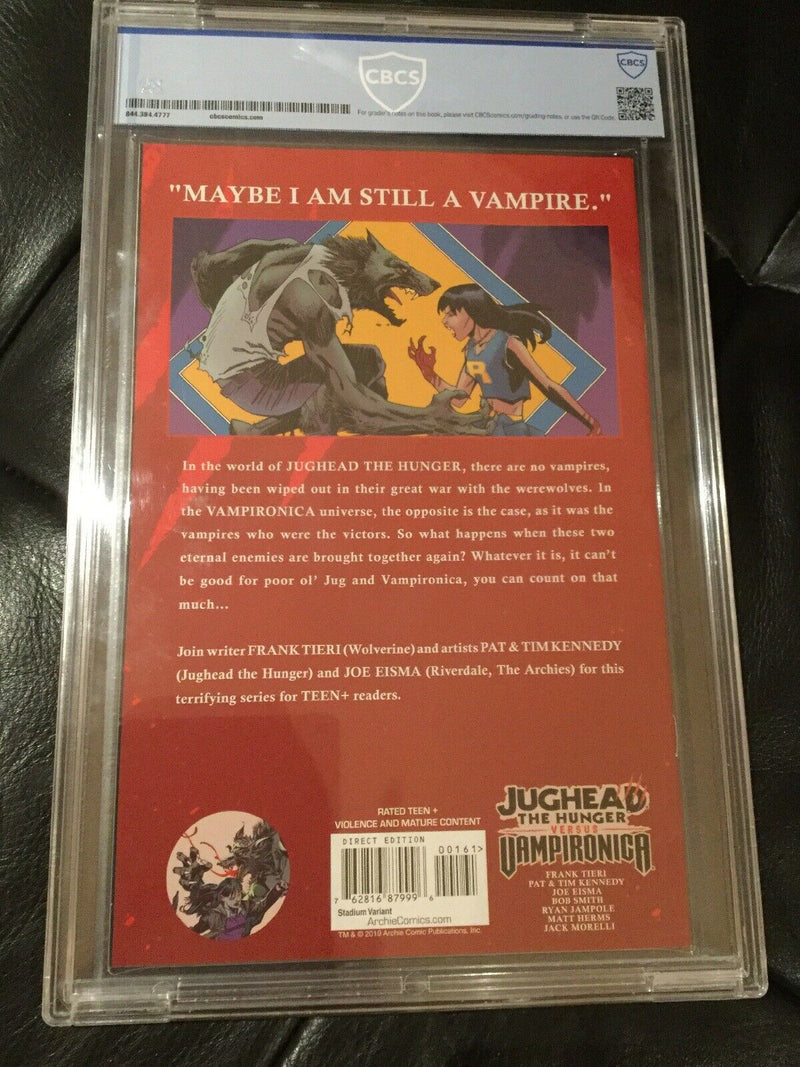 CBCS
CBCS
844.384.4777
cbcscomics.com
For grader's notes on this book, please visit CBCScomics.com/grading-notes, or use the QR Code.
"MAYBE I AM STILL A VAMPIRE."
R
In the world of JUGHEAD THE HUNGER, there are no vampires,
having been wiped out in their great war with the werewolves. In
the VAMPIRONICA universe, the opposite is the case, as it was the
vampires who were the victors. So what happens when these two
eternal enemies are brought together again? Whatever it is, it can't
be good for poor ol' Jug and Vampironica, you can count on that
much...
Join writer FRANK TIERI (Wolverine) and artists PAT & TIM KENNEDY
(Jughead the Hunger) and JOE EISMA (Riverdale, The Archies) for this
terrifying series for TEEN+ readers.
RATED TEEN +
VIOLENCE AND MATURE CONTENT
DIRECT EDITION
00161>
7 62816 87999 6
Stadium Variant
ArchieComics.com
TM & © 2019 Archie Comic Publications, Inc.
JUGHEAD
THE HUNGER
VERSUS
VAMPIRONICA
FRANK TIERI
PAT & TIM KENNEDY
JOE EISMA
BOB SMITH
RYAN JAMPOLE
MATT HERMS
JACK MORELLI